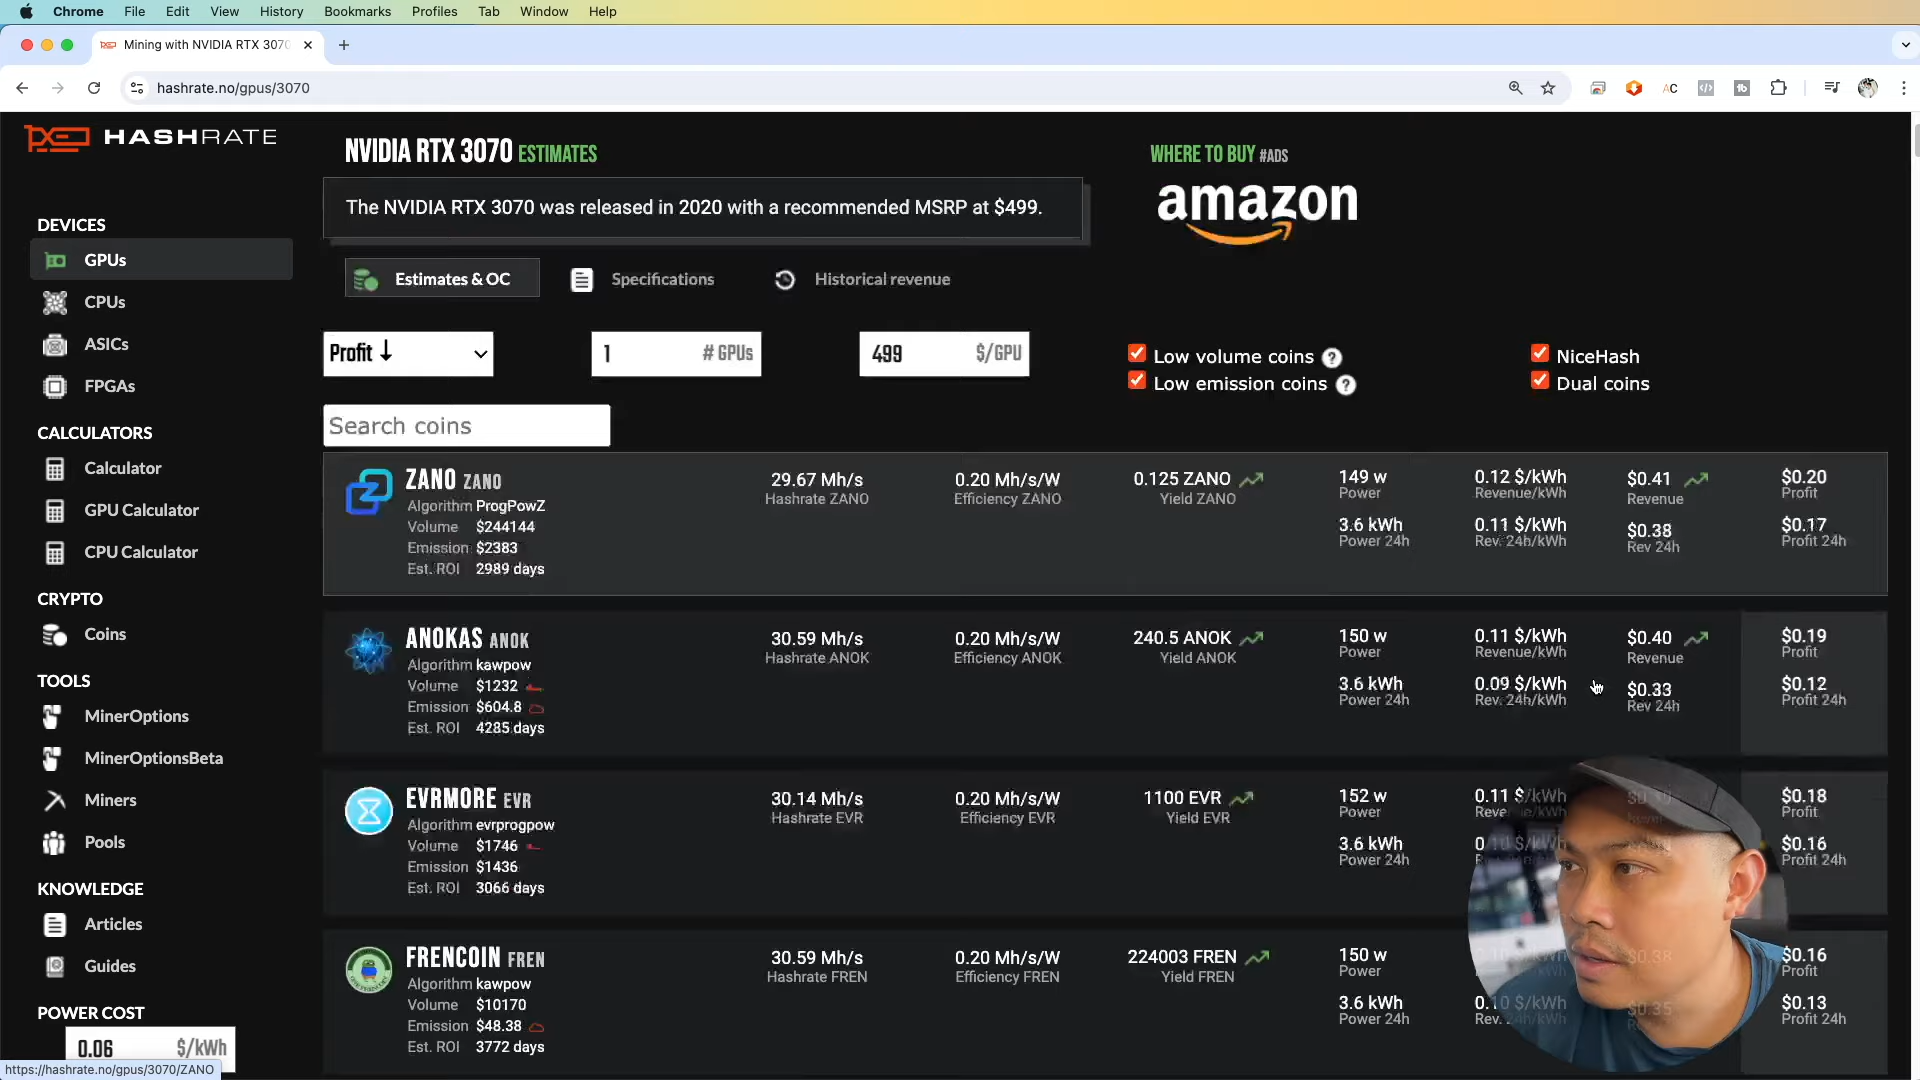 Chrome File Edit View History Bookmarks Profiles Tab Window Help
Mining with NVIDIA RTX 3070
hashrate.no/gpus/3070
HASHRATE
DEVICES
GPUs
CPUs
ASICs
FPGAs
CALCULATORS
Calculator
GPU Calculator
CPU Calculator
CRYPTO
Coins
TOOLS
MinerOptions
MinerOptionsBeta
Miners
Pools
KNOWLEDGE
Articles
Guides
POWER COST
0.06 $/kWh
https://hashrate.no/gpus/3070/ZANO
NVIDIA RTX 3070 ESTIMATES
The NVIDIA RTX 3070 was released in 2020 with a recommended MSRP at $499.
WHERE TO BUY #ADS
amazon
Estimates & OC Specifications Historical revenue
Profit ↓ 1 # GPUs 499 $/GPU
Low volume coins ? NiceHash
Low emission coins ? Dual coins
Search coins
ZANO ZANO
Algorithm ProgPowZ
Volume $244144
Emission $2383
Est. ROI 2989 days
29.67 Mh/s
Hashrate ZANO
0.20 Mh/s/W
Efficiency ZANO
0.125 ZANO
Yield ZANO
149 w
Power
3.6 kWh
Power 24h
0.12 $/kWh
Revenue/kWh
0.11 $/kWh
Rev. 24h/kWh
$0.41
Revenue
$0.38
Rev 24h
$0.20
Profit
$0.17
Profit 24h
ANOKAS ANOK
Algorithm kawpow
Volume $1232
Emission $604.8
Est. ROI 4285 days
30.59 Mh/s
Hashrate ANOK
0.20 Mh/s/W
Efficiency ANOK
240.5 ANOK
Yield ANOK
150 w
Power
3.6 kWh
Power 24h
0.11 $/kWh
Revenue/kWh
0.09 $/kWh
Rev. 24h/kWh
$0.40
Revenue
$0.33
Rev 24h
$0.19
Profit
$0.12
Profit 24h
EVRMORE EVR
Algorithm evrprogpow
Volume $1746
Emission $1436
Est. ROI 3066 days
30.14 Mh/s
Hashrate EVR
0.20 Mh/s/W
Efficiency EVR
1100 EVR
Yield EVR
152 w
Power
3.6 kWh
Power 24h
0.11 $/kWh
$0.18
Profit
$0.16
Profit 24h
FRENCOIN FREN
Algorithm kawpow
Volume $10170
Emission $48.38
Est. ROI 3772 days
30.59 Mh/s
Hashrate FREN
0.20 Mh/s/W
Efficiency FREN
224003 FREN
Yield FREN
150 w
Power
3.6 kWh
Power 24h
0.10 $/kWh
Rev. 24h/kWh
$0.38
$0.35
$0.16
Profit
$0.13
Profit 24h